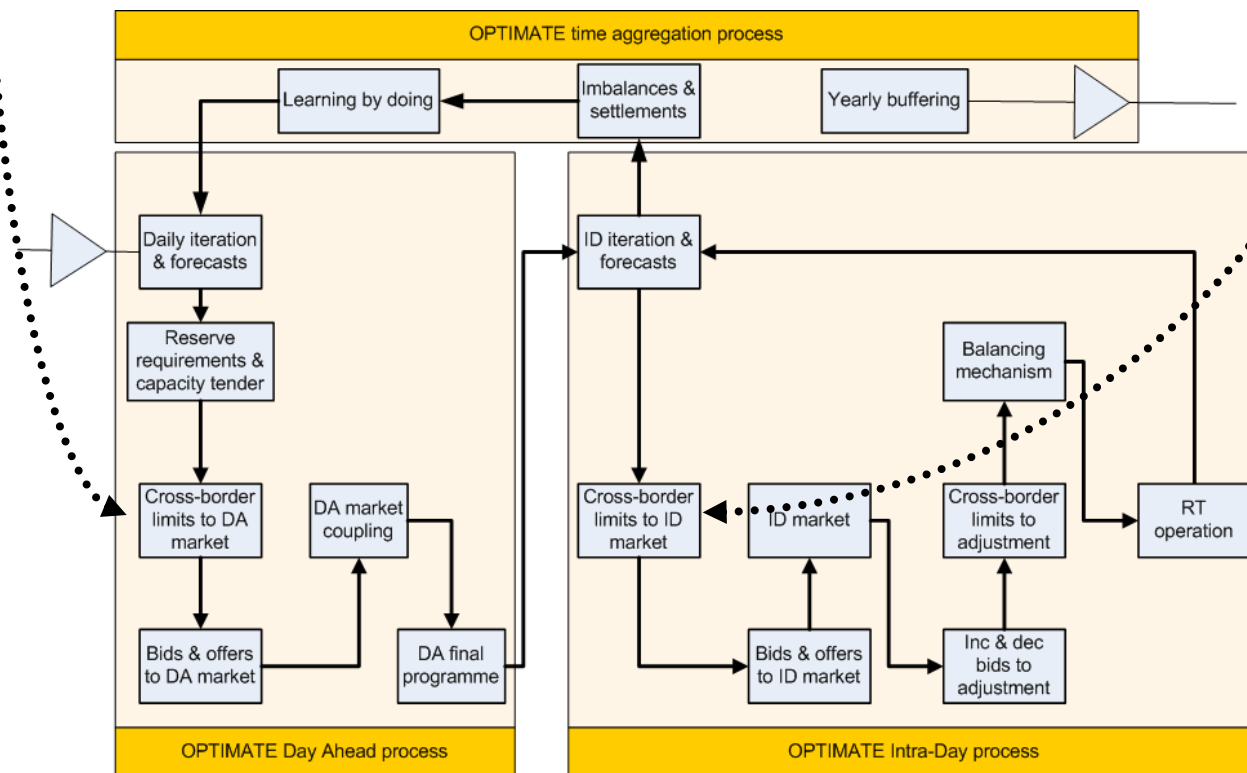 OPTIMATE time aggregation process
Learning by doing
Imbalances &
settlements
Yearly buffering
Daily iteration
& forecasts
Reserve
requirements &
capacity tender
Cross-border
limits to DA
market
DA market
coupling
Bids & offers
to DA market
DA final
programme
OPTIMATE Day Ahead process
ID iteration &
forecasts
Balancing
mechanism
Cross-border
limits to ID
market
ID market
Cross-border
limits to
adjustment
RT
operation
Bids & offers
to ID market
Inc & dec
bids to
adjustment
OPTIMATE Intra-Day process